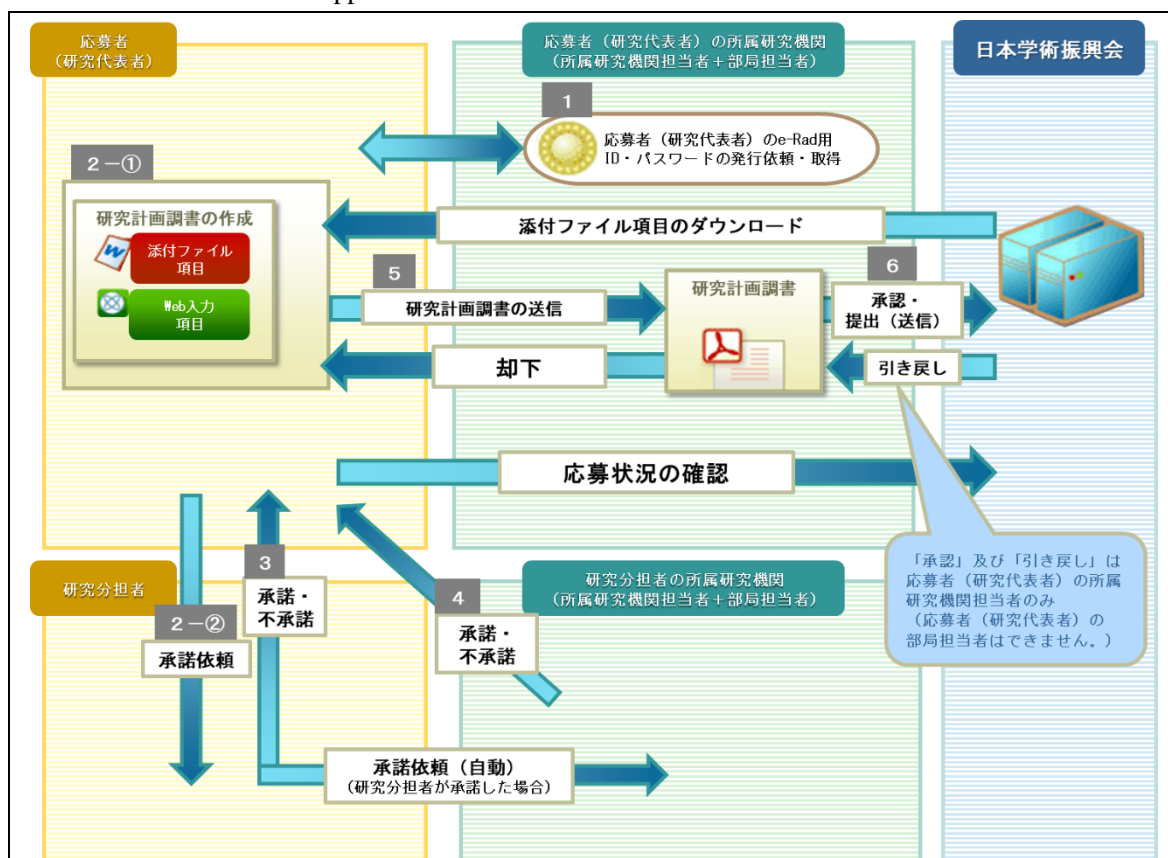 応募者
(研究代表者)
応募者（研究代表者）の所属研究機関
(所属研究機関担当者＋部局担当者)
日本学術振興会
1
応募者（研究代表者）のe-Rad用
ID・パスワードの発行依頼・取得
2－①
研究計画調書の作成
添付ファイル
項目
Web入力
項目
添付ファイル項目のダウンロード
5
研究計画調書の送信
研究計画調書
6
承認・
提出（送信）
却下
引き戻し
応募状況の確認
「承認」及び「引き戻し」は
応募者（研究代表者）の所属
研究機関担当者のみ
（応募者（研究代表者）の
部局担当者はできません。）
研究分担者
研究分担者の所属研究機関
(所属研究機関担当者＋部局担当者)
3
承諾・
不承諾
4
承諾・
不承諾
2－②
承諾依頼
承諾依頼（自動）
（研究分担者が承諾した場合）